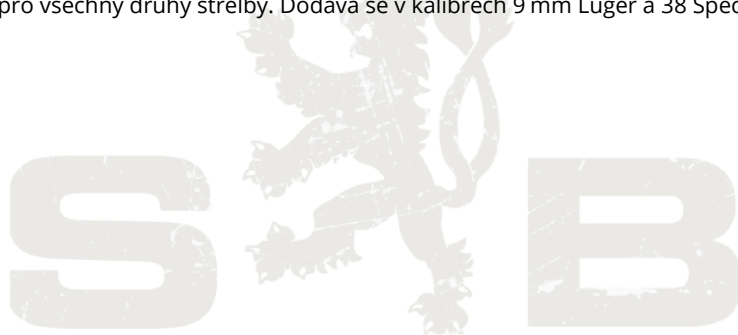 pro všechny druhy střelby. Dodává se v kalibrech 9 mm Luger a 38 Spec
S B